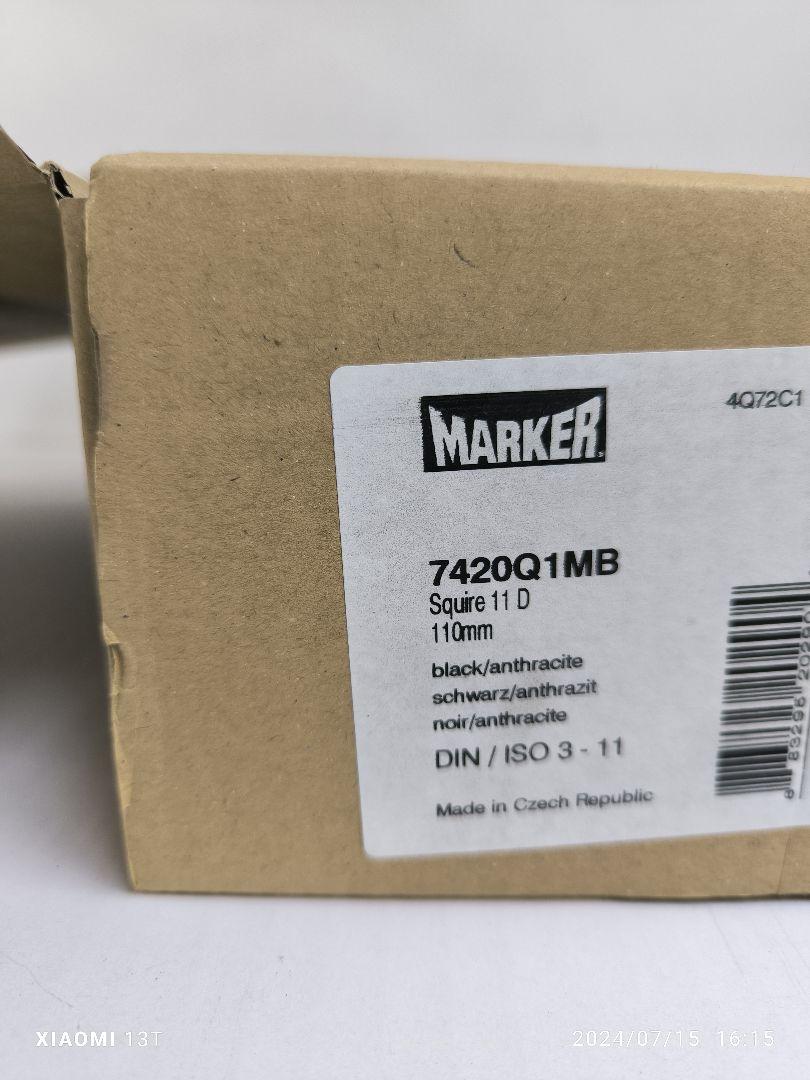 MARKER
4Q72C1
7420Q1MB
Squire 11 D
110mm
black/anthracite
schwarz/anthrazit
noir/anthracite
DIN / ISO 3 - 11
Made in Czech Republic
XIAOMI 13T
2024/07/15 16:15